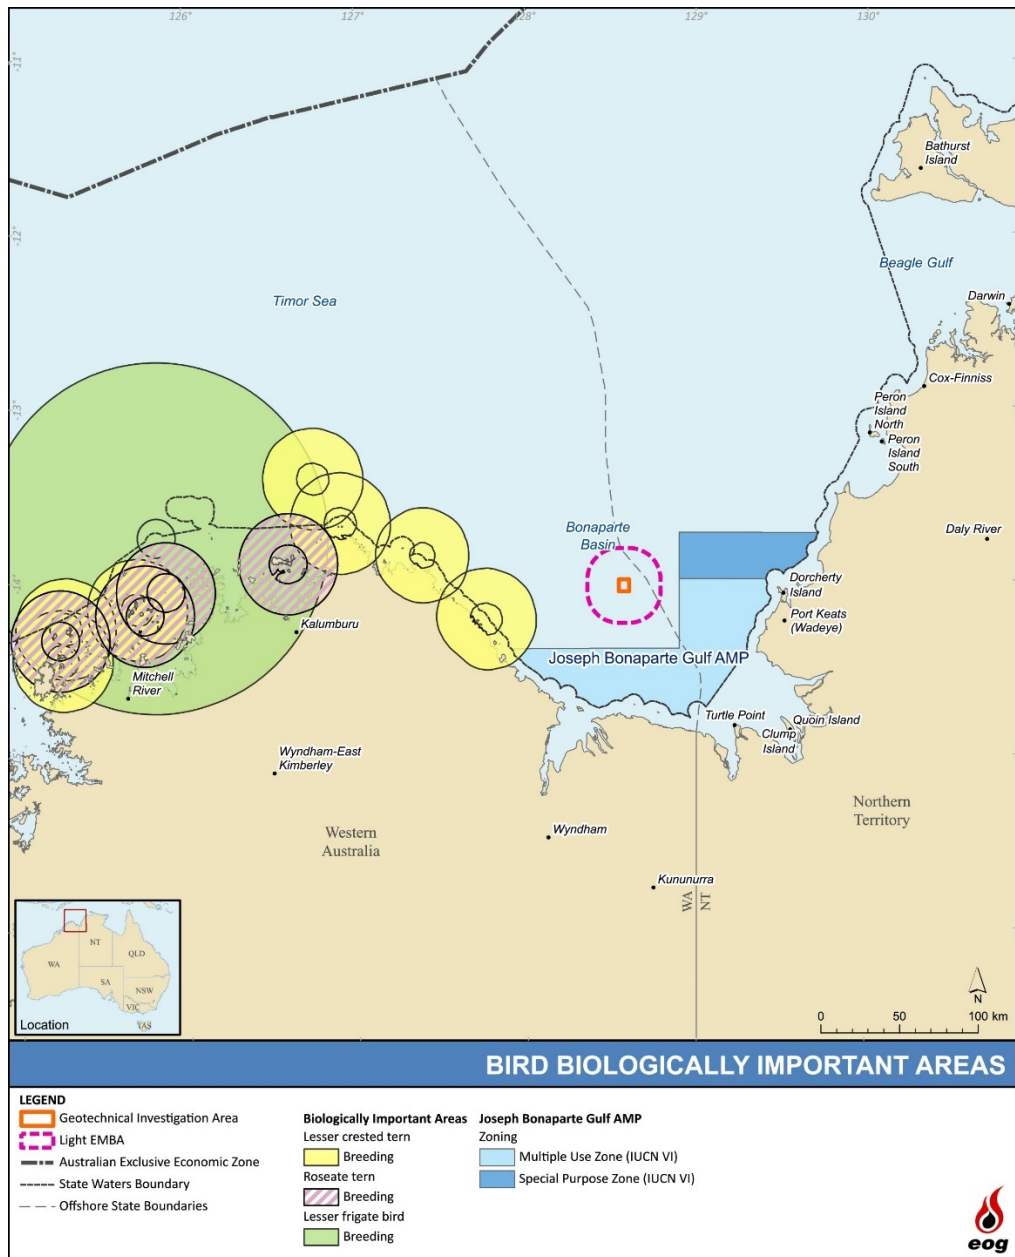 126°
127°
128°
129°
130°
-11°
Bathurst
Island
-12°
Beagle Gulf
Timor Sea
Darwin
-13°
Cox-Finniss
Peron
Island
North
Peron
Island
South
Bonaparte
Basin
Daly River
-14°
Dorcherty
Island
Port Keats
(Wadeye)
Kalumburu
Joseph Bonaparte Gulf AMP
Mitchell
River
Turtle Point
Quoin Island
Clump
Island
Wyndham-East
Kimberley
Western
Australia
Northern
Territory
Wyndham
Kununurra
WA
NT
WA
NT
QLD
SA
NSW
VIC
TAS
Location
N
0 50 100 km
BIRD BIOLOGICALLY IMPORTANT AREAS
LEGEND
Geotechnical Investigation Area
Light EMBA
Australian Exclusive Economic Zone
State Waters Boundary
Offshore State Boundaries
Biologically Important Areas
Lesser crested tern
Breeding
Roseate tern
Breeding
Lesser frigate bird
Breeding
Joseph Bonaparte Gulf AMP
Zoning
Multiple Use Zone (IUCN VI)
Special Purpose Zone (IUCN VI)
eog